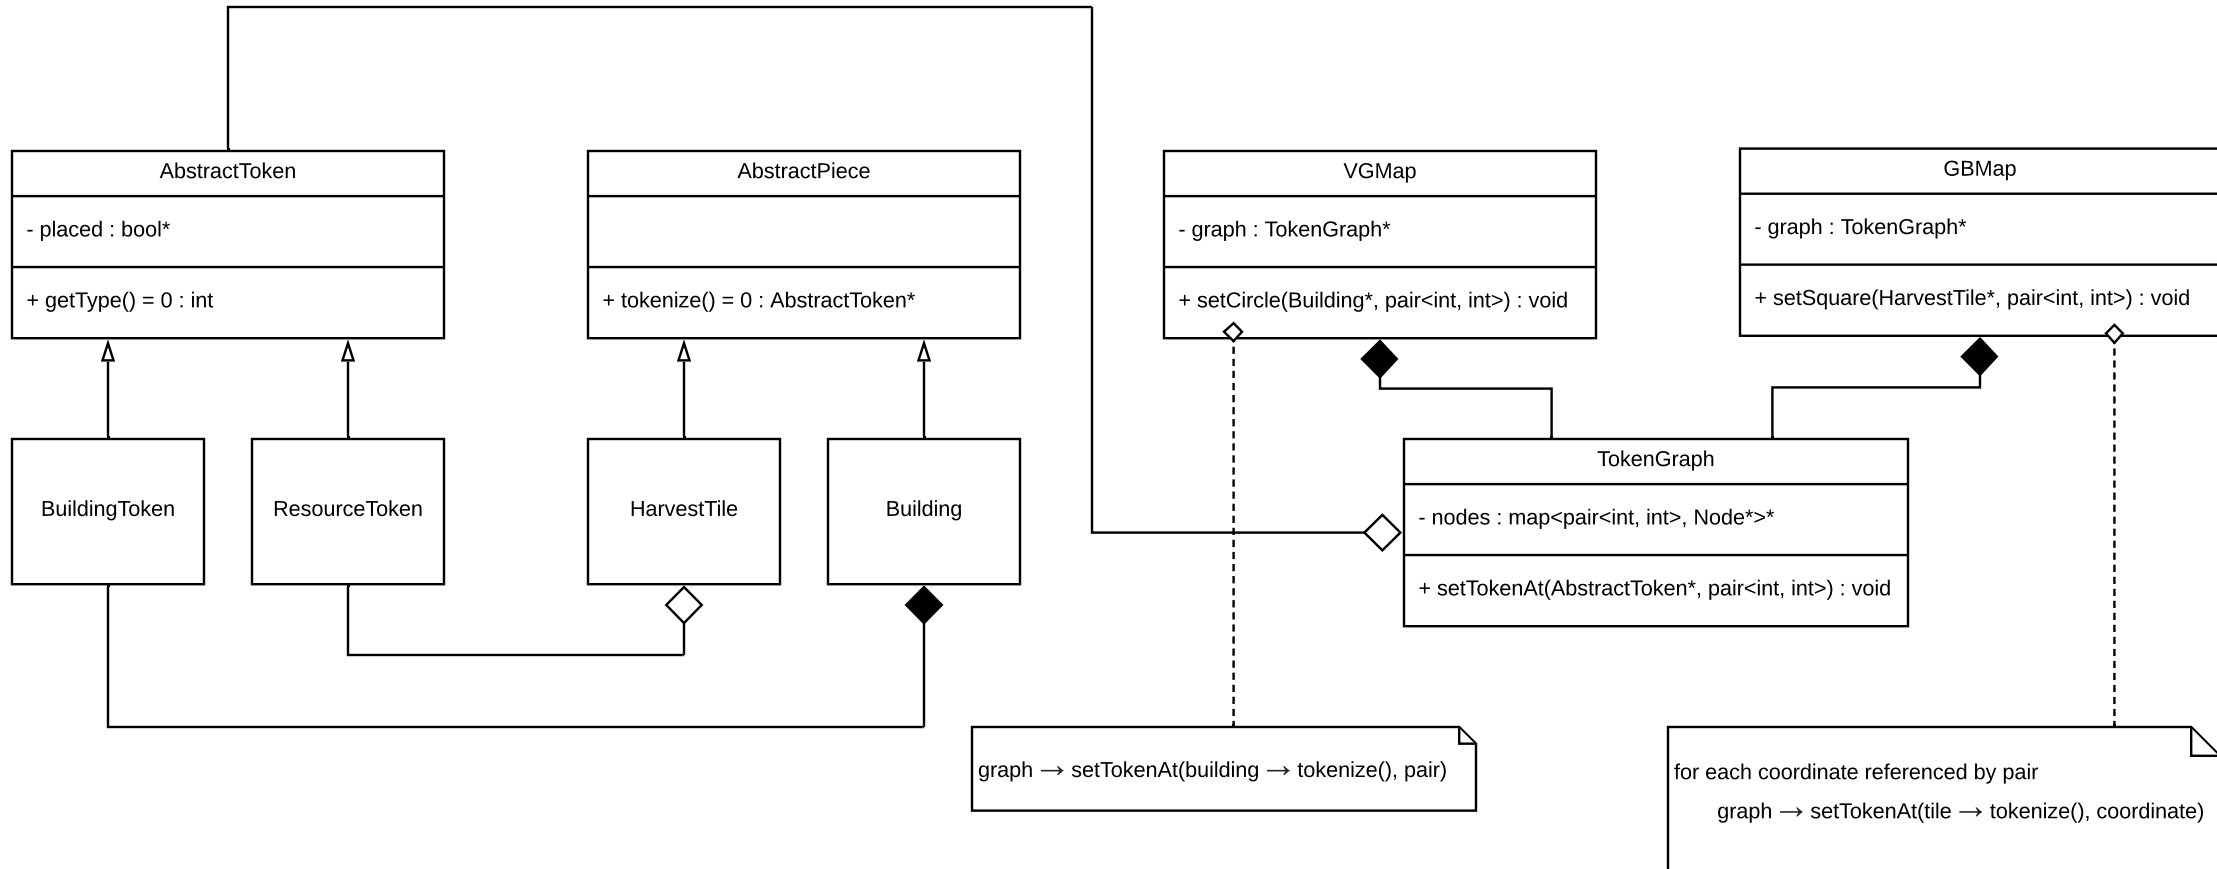 AbstractToken
- placed : bool*
+ getType() = 0 : int
AbstractPiece
+ tokenize() = 0 : AbstractToken*
VGMap
- graph : TokenGraph*
+ setCircle(Building*, pair<int, int>) : void
GBMap
- graph : TokenGraph*
+ setSquare(HarvestTile*, pair<int, int>) : void
BuildingToken
ResourceToken
HarvestTile
Building
TokenGraph
- nodes : map<pair<int, int>, Node*>*
+ setTokenAt(AbstractToken*, pair<int, int>) : void
graph → setTokenAt(building → tokenize(), pair)
for each coordinate referenced by pair
graph → setTokenAt(tile → tokenize(), coordinate)